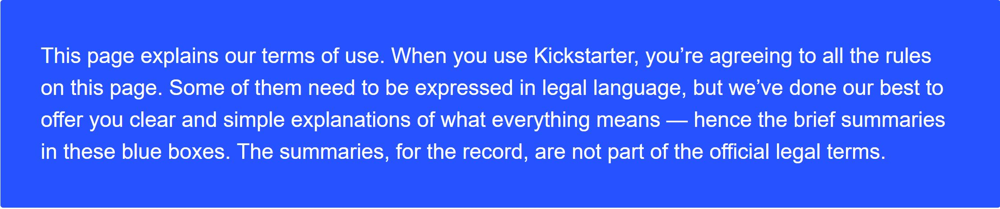 This page explains our terms of use. When you use Kickstarter, you’re agreeing to all the rules
on this page. Some of them need to be expressed in legal language, but we’ve done our best to
offer you clear and simple explanations of what everything means — hence the brief summaries
in these blue boxes. The summaries, for the record, are not part of the official legal terms.